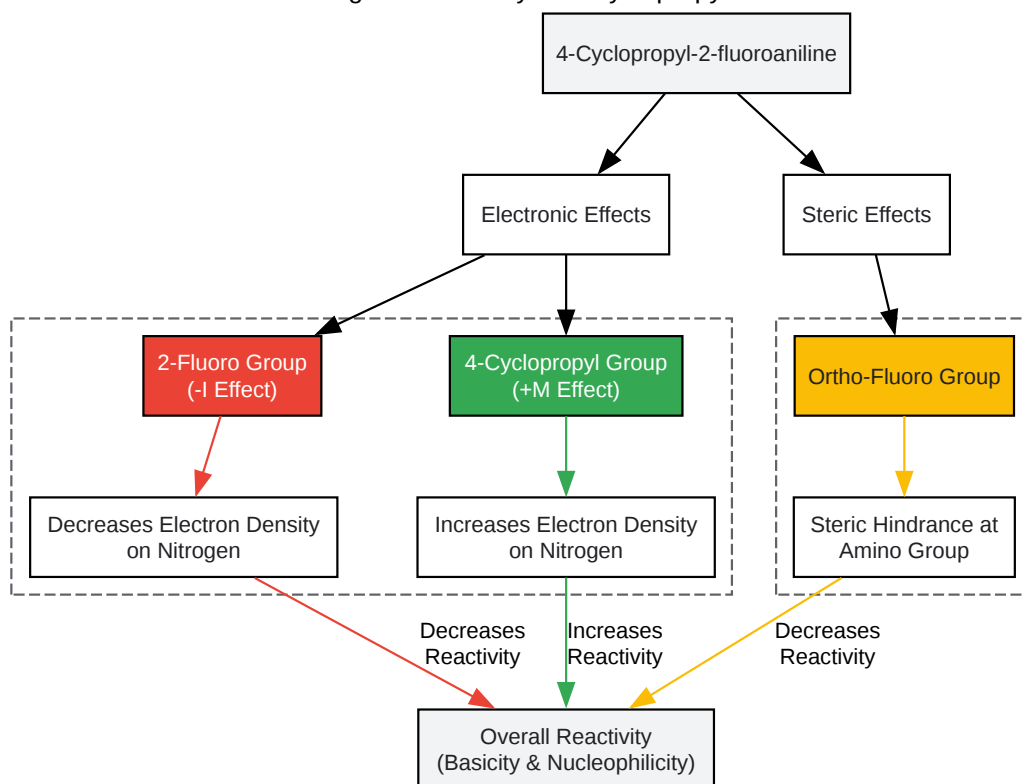 4-Cyclopropyl-2-fluoroaniline
Electronic Effects
Steric Effects
2-Fluoro Group
(-I Effect)
4-Cyclopropyl Group
(+M Effect)
Ortho-Fluoro Group
Decreases Electron Density
on Nitrogen
Increases Electron Density
on Nitrogen
Steric Hindrance at
Amino Group
Decreases
Reactivity
Increases
Reactivity
Decreases
Reactivity
Overall Reactivity
(Basicity & Nucleophilicity)